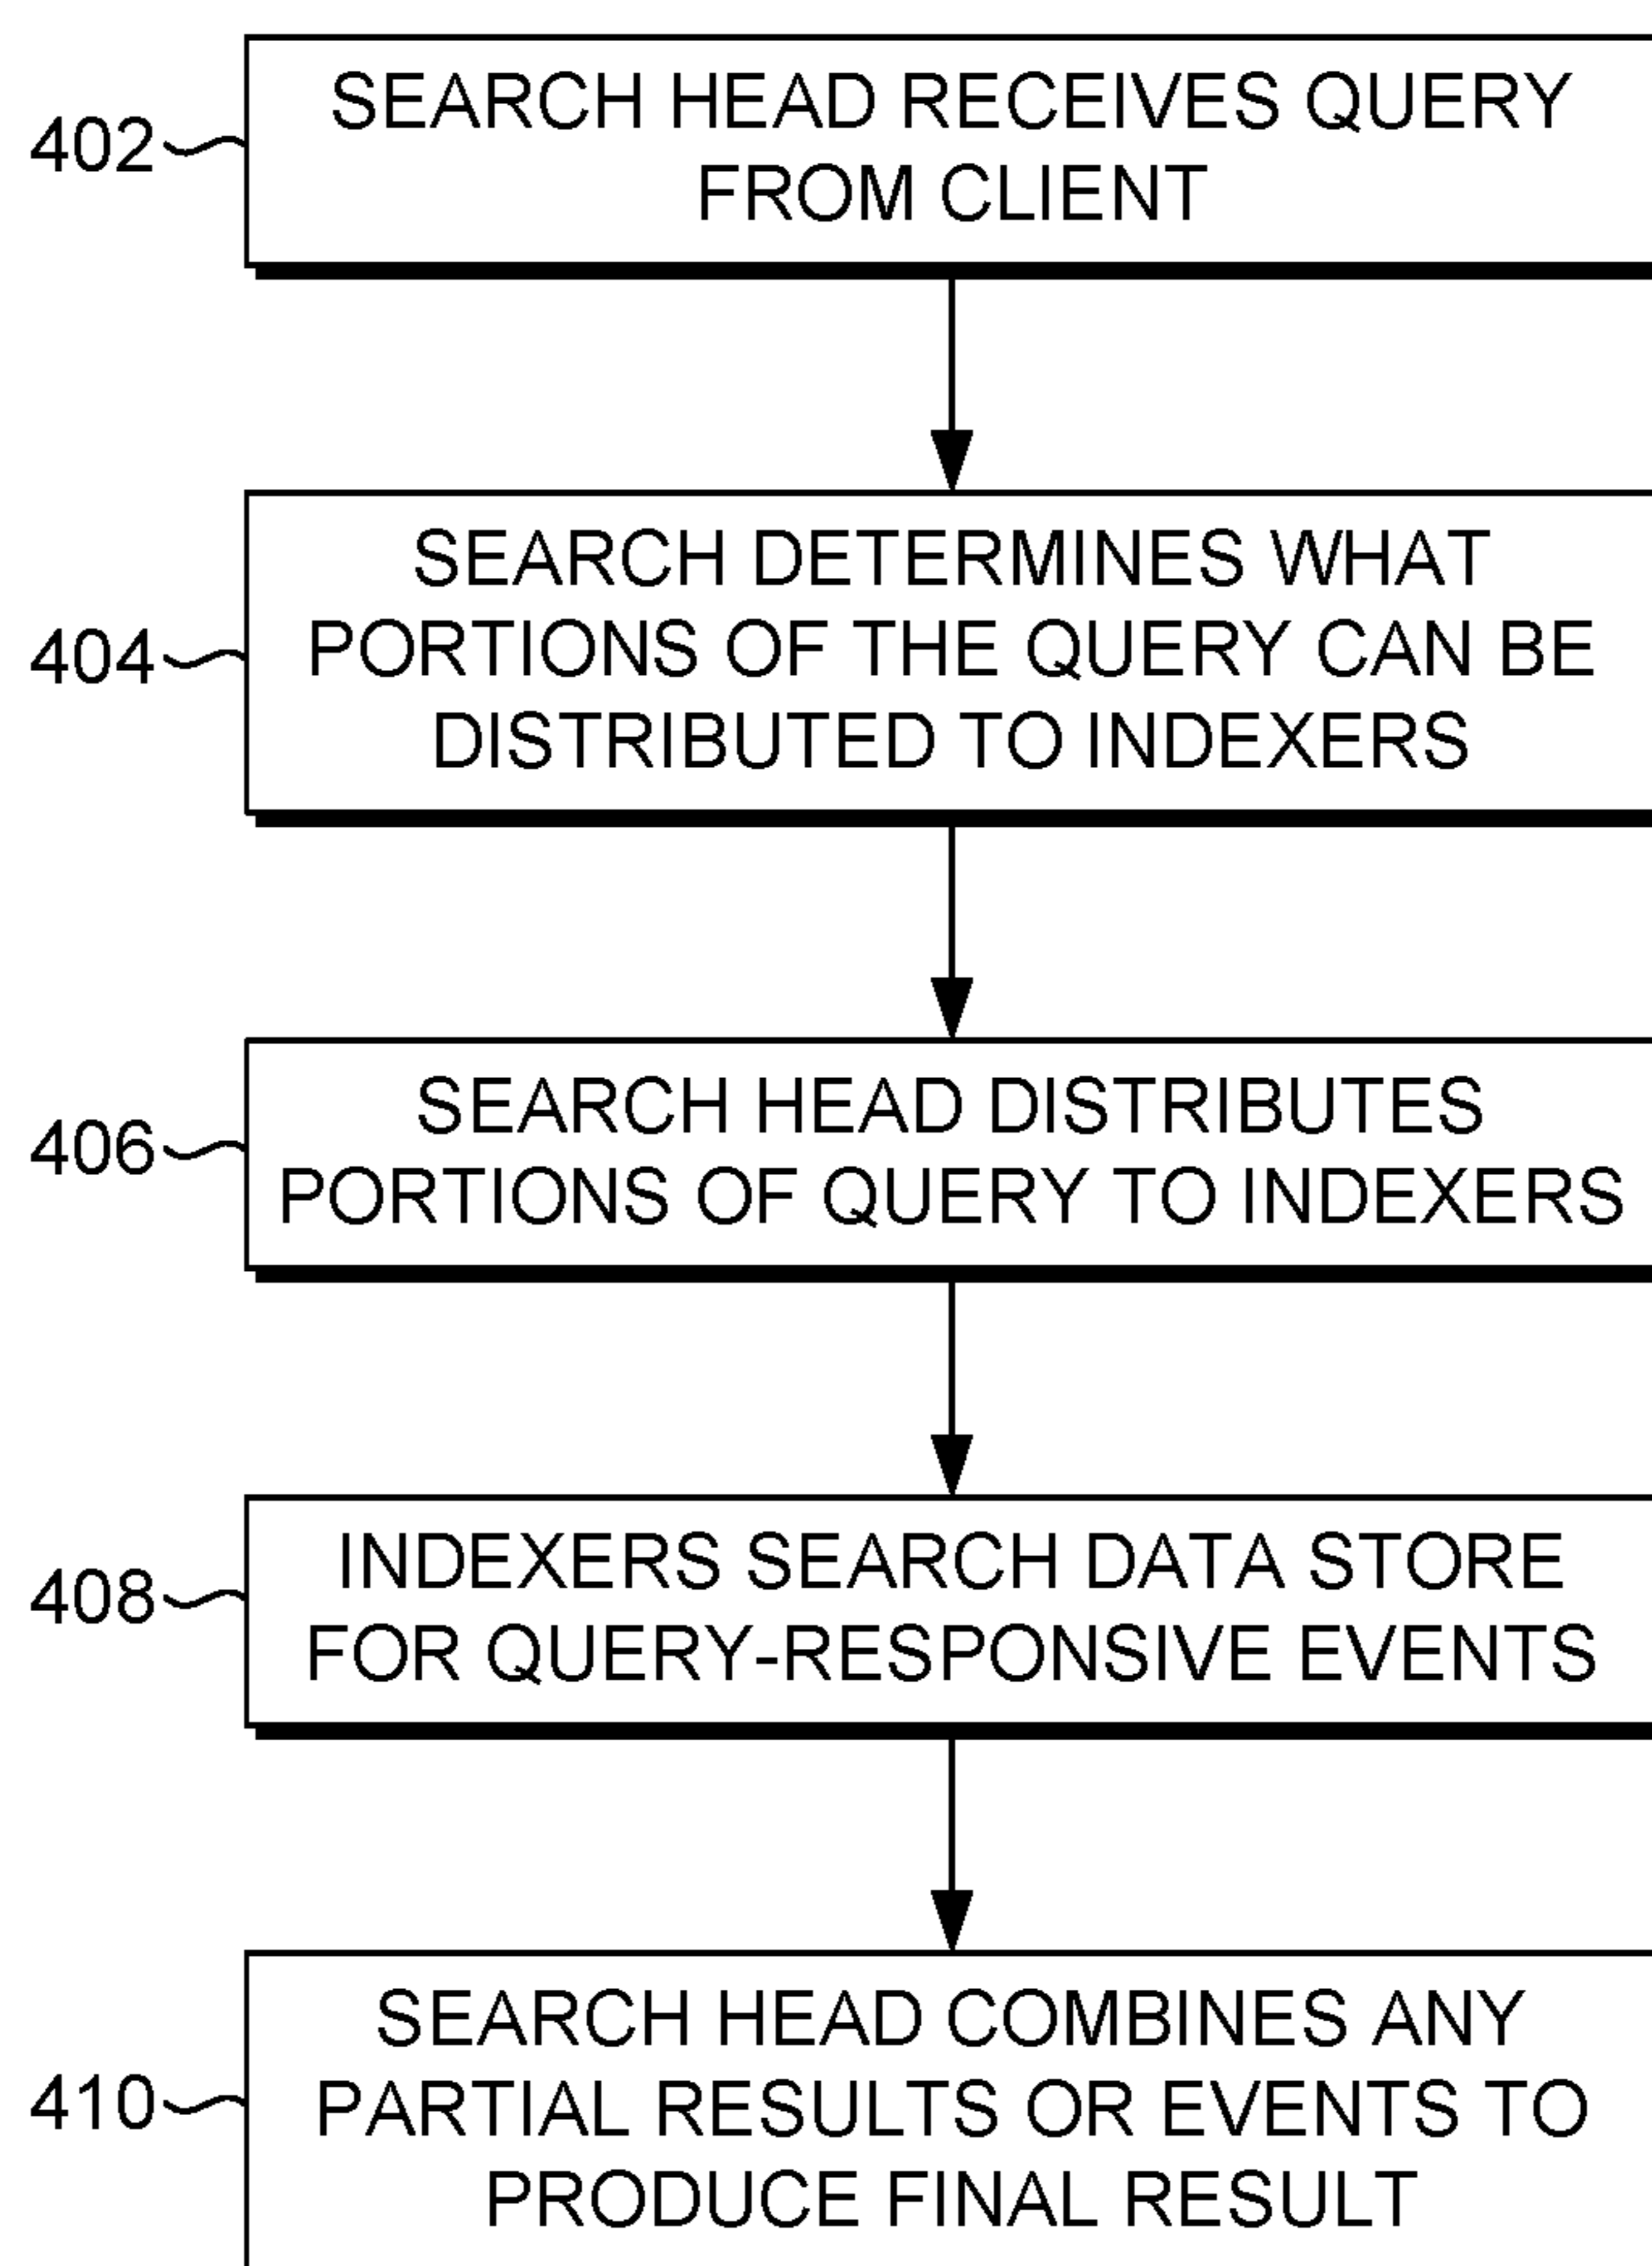 SEARCH HEAD RECEIVES QUERY
402
FROM CLIENT
SEARCH DETERMINES WHAT
404
PORTIONS OF THE QUERY CAN BE
DISTRIBUTED TO INDEXERS
SEARCH HEAD DISTRIBUTES
406
PORTIONS OF QUERY TO INDEXERS
INDEXERS SEARCH DATA STORE
408
FOR QUERY-RESPONSIVE EVENTS
SEARCH HEAD COMBINES ANY
410
PARTIAL RESULTS OR EVENTS TO
PRODUCE FINAL RESULT